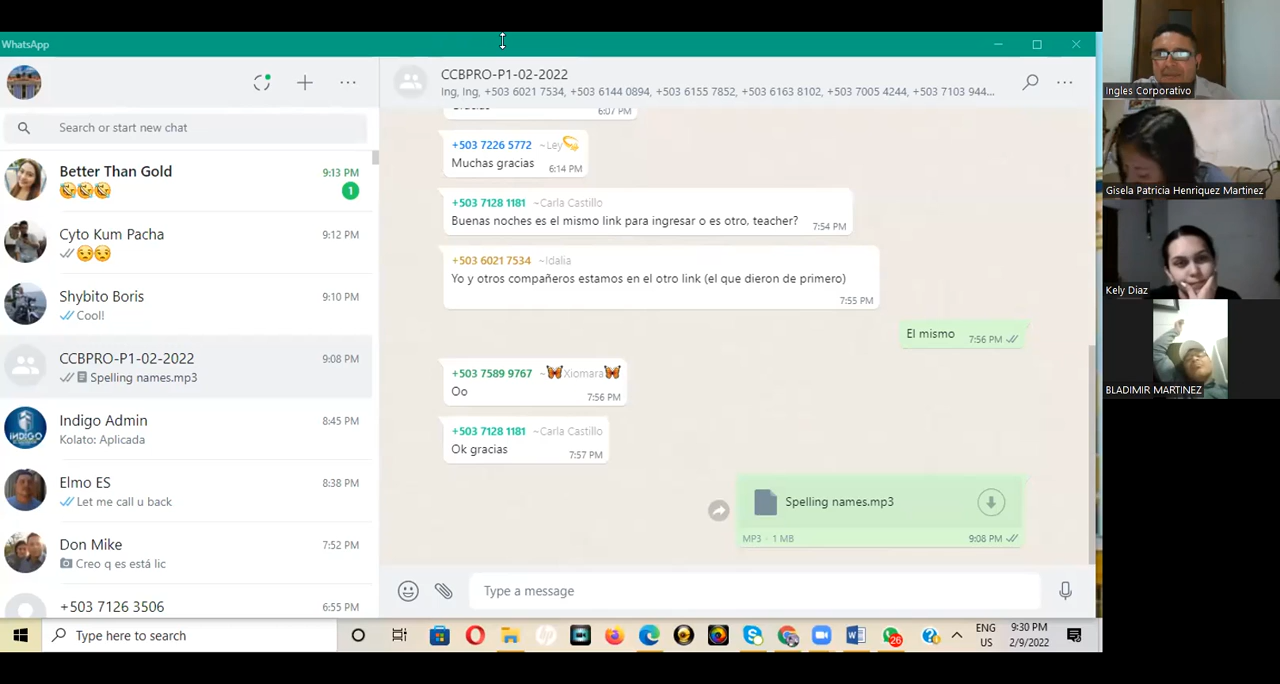 WhatsApp
Search or start new chat
Better Than Gold
9:13 PM
1
Cyto Kum Pacha
9:12 PM
Shybito Boris
9:10 PM
Cool!
CCBPRO-P1-02-2022
9:08 PM
Spelling names.mp3
Indigo Admin
8:45 PM
Kolato: Aplicada
Elmo ES
8:38 PM
Let me call u back
Don Mike
7:52 PM
Creo q es está lic
+503 7126 3506
6:55 PM
CCBPRO-P1-02-2022
Ing, Ing, +503 6021 7534, +503 6144 0894, +503 6155 7852, +503 6163 8102, +503 7005 4244, +503 7103 944...
Gracias
6:07 PM
+503 7226 5772 ~Ley
Muchas gracias
6:14 PM
+503 7128 1181 ~Carla Castillo
Buenas noches es el mismo link para ingresar o es otro, teacher?
7:54 PM
+503 6021 7534 ~Idalia
Yo y otros compañeros estamos en el otro link (el que dieron de primero)
7:55 PM
El mismo
7:56 PM
+503 7589 9767 ~Xiomara
Oo
7:56 PM
+503 7128 1181 ~Carla Castillo
Ok gracias
7:57 PM
Spelling names.mp3
MP3 · 1 MB
9:08 PM
Type a message
Type here to search
26
ENG
US
9:30 PM
2/9/2022
Ingles Corporativo
Gisela Patricia Henriquez Martinez
Kely Diaz
BLADIMIR MARTINEZ